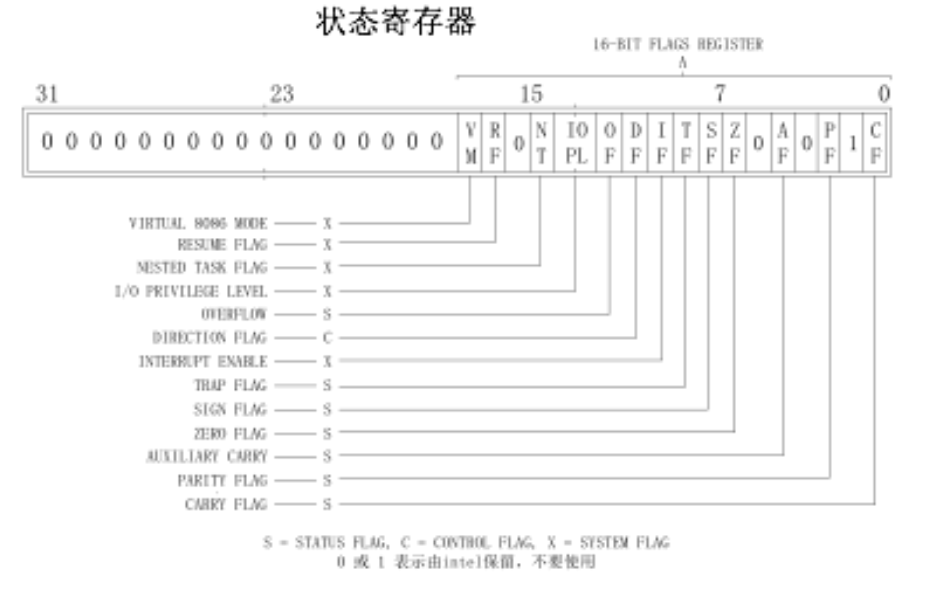 状态寄存器
16-BIT FLAGS REGISTER
31 23 15 7 0
0 0 0 0 0 0 0 0 0 0 0 0 0 0 0 0 0 VM RF 0 NT IOPL OF DF IF TF SF ZF 0 AF 0 PF 1 CF
VIRTUAL 8086 MODE X
RESUME FLAG X
NESTED TASK FLAG X
I/O PRIVILEGE LEVEL X
OVERFLOW S
DIRECTION FLAG C
INTERRUPT ENABLE X
TRAP FLAG S
SIGN FLAG S
ZERO FLAG S
AUXILIARY CARRY S
PARITY FLAG S
CARRY FLAG S
S = STATUS FLAG, C = CONTROL FLAG, X = SYSTEM FLAG
0 或 1 表示由intel保留，不要使用